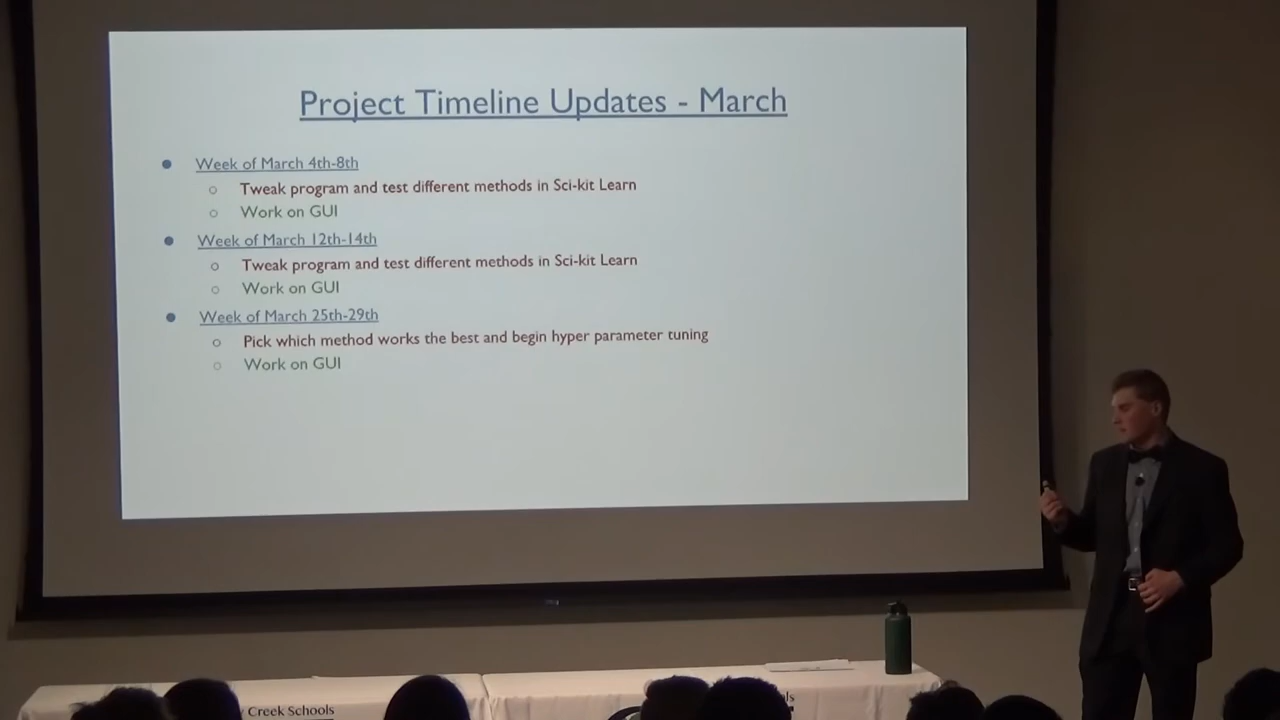 Project Timeline Updates - March
Week of March 4th-8th
Tweak program and test different methods in Sci-kit Learn
Work on GUI
Week of March 12th-14th
Tweak program and test different methods in Sci-kit Learn
Work on GUI
Week of March 25th-29th
Pick which method works the best and begin hyper parameter tuning
Work on GUI
Creek Schools